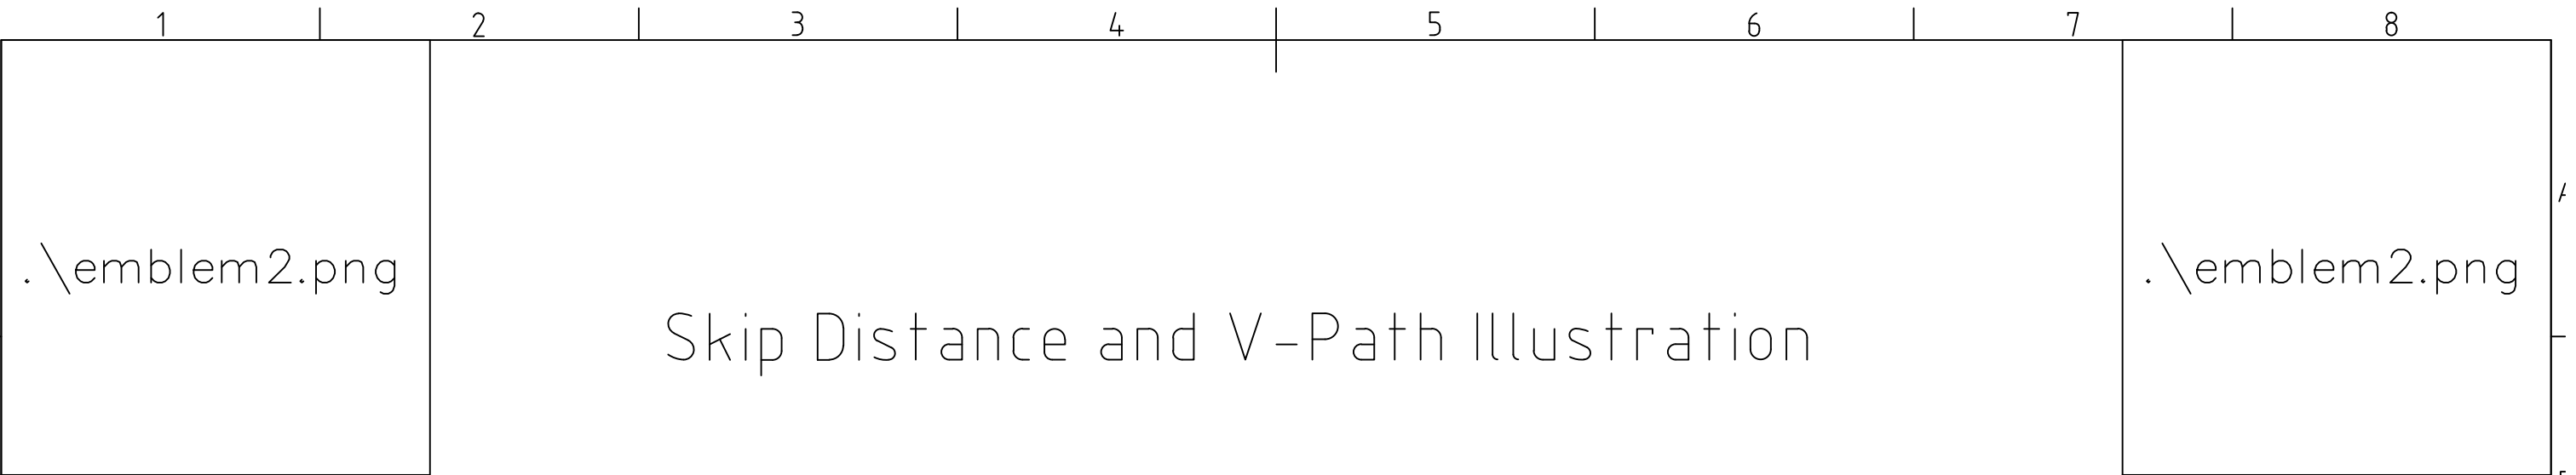 1 2 3 4 5 6 7 8
A
.\emblem2.png .\emblem2.png
Skip Distance and V-Path Illustration